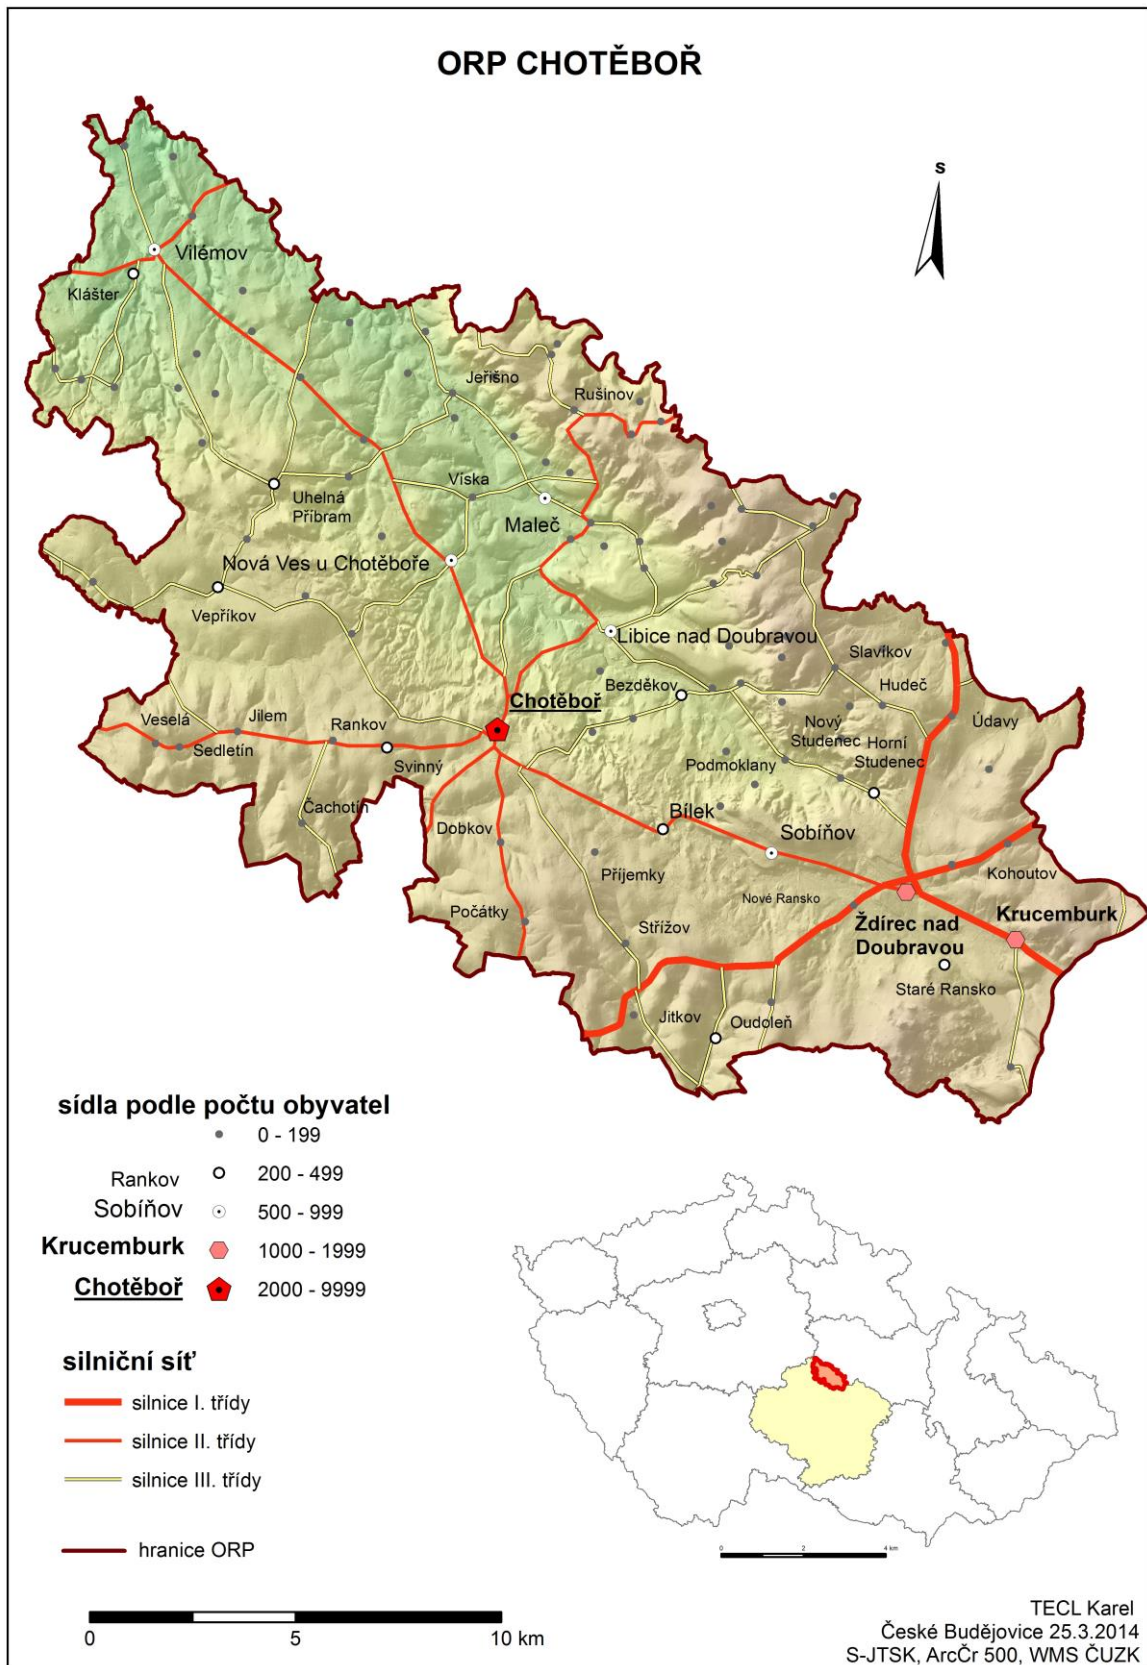 ORP CHOTĚBOŘ
s
Vilémov
Klášter
Jeřišno
Rušinov
Víska
Uhelná
Příbram
Maleč
Nová Ves u Chotěboře
Vepříkov
Libice nad Doubravou
Slavíkov
Bezděkov
Hudeč
Chotěboř
Veselá
Jilem
Rankov
Sedletín
Svinný
Nový
Studenec
Horní
Studenec
Údavy
Podmoklany
Čachotín
Dobkov
Bílek
Sobíňov
Příjemky
Kohoutov
Nové Ransko
Počátky
Střížov
Ždírec nad
Doubravou
Krucemburk
Staré Ransko
Jitkov
Oudoleň
sídla podle počtu obyvatel
0 - 199
Rankov 200 - 499
Sobíňov 500 - 999
Krucemburk 1000 - 1999
Chotěboř 2000 - 9999
silniční síť
silnice I. třídy
silnice II. třídy
silnice III. třídy
hranice ORP
0 2 4 km
0 5 10 km
TECL Karel
České Budějovice 25.3.2014
S-JTSK, ArcČr 500, WMS ČUZK